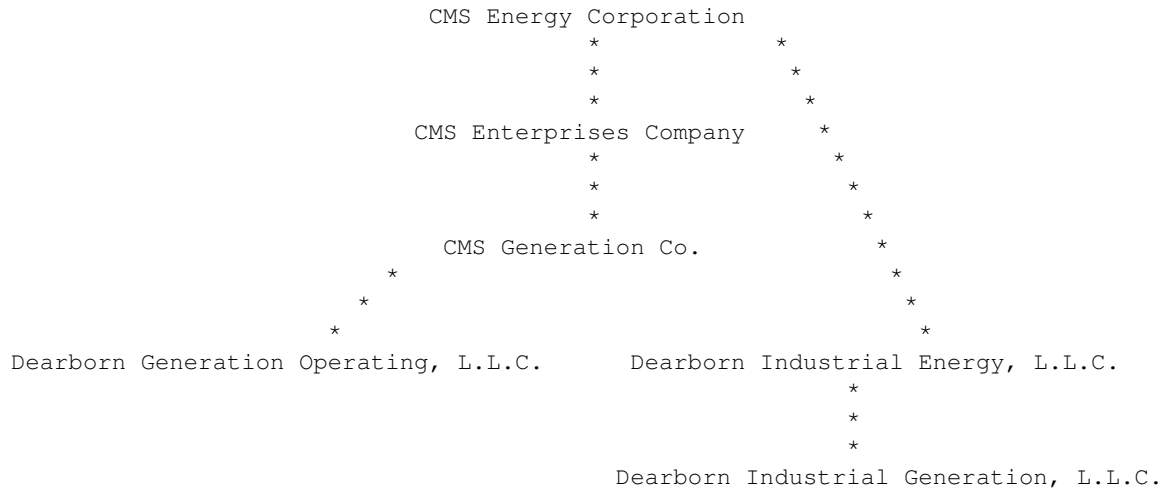 CMS Energy Corporation
* *
* *
* *
CMS Enterprises Company *
* *
* *
* *
CMS Generation Co. *
* *
* *
* *
Dearborn Generation Operating, L.L.C. Dearborn Industrial Energy, L.L.C.
*
*
*
Dearborn Industrial Generation, L.L.C.